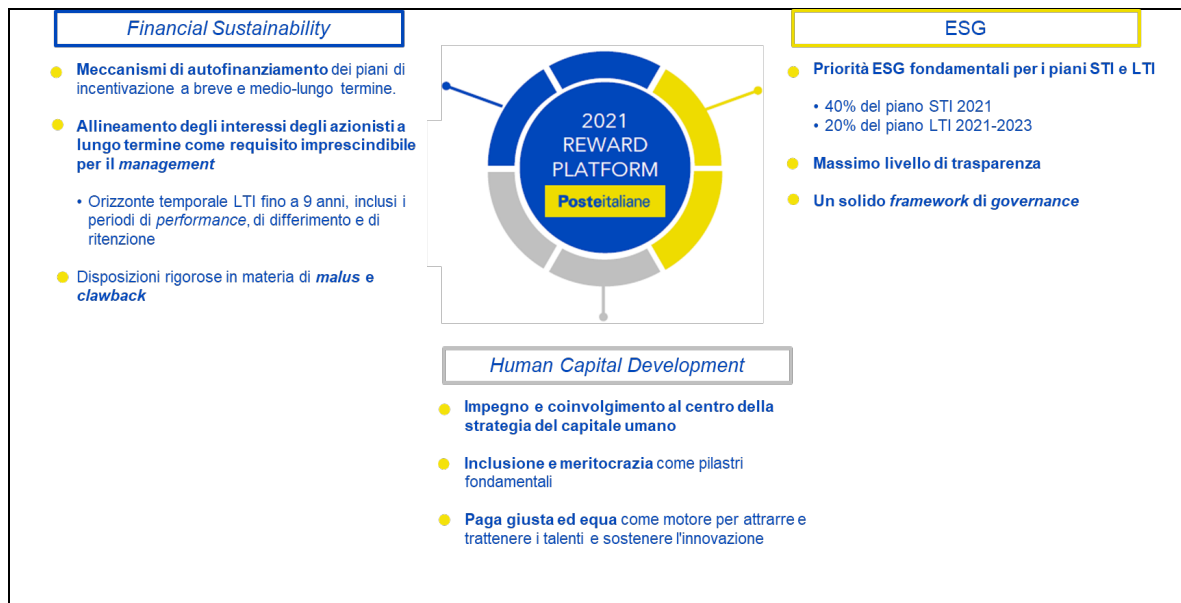 Financial Sustainability
Meccanismi di autofinanziamento dei piani di
incentivazione a breve e medio-lungo termine.
Allineamento degli interessi degli azionisti a
lungo termine come requisito imprescindibile
per il management
• Orizzonte temporale LTI fino a 9 anni, inclusi i
periodi di performance, di differimento e di
ritenzione
Disposizioni rigorose in materia di malus e
clawback
2021
REWARD
PLATFORM
Posteitaliane
ESG
Priorità ESG fondamentali per i piani STI e LTI
• 40% del piano STI 2021
• 20% del piano LTI 2021-2023
Massimo livello di trasparenza
Un solido framework di governance
Human Capital Development
Impegno e coinvolgimento al centro della
strategia del capitale umano
Inclusione e meritocrazia come pilastri
fondamentali
Paga giusta ed equa come motore per attrarre e
trattenere i talenti e sostenere l'innovazione